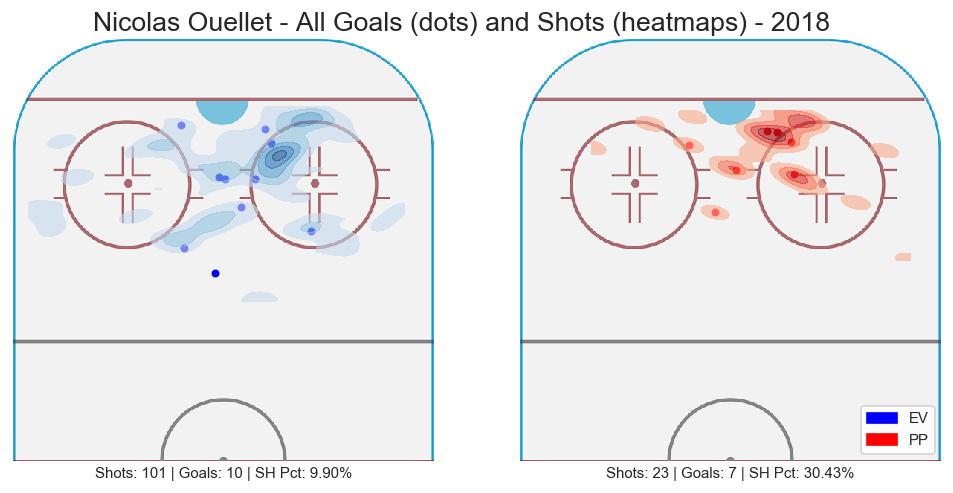 Nicolas Ouellet - All Goals (dots) and Shots (heatmaps) - 2018
EV
PP
Shots: 101 | Goals: 10 | SH Pct: 9.90%
Shots: 23 | Goals: 7 | SH Pct: 30.43%